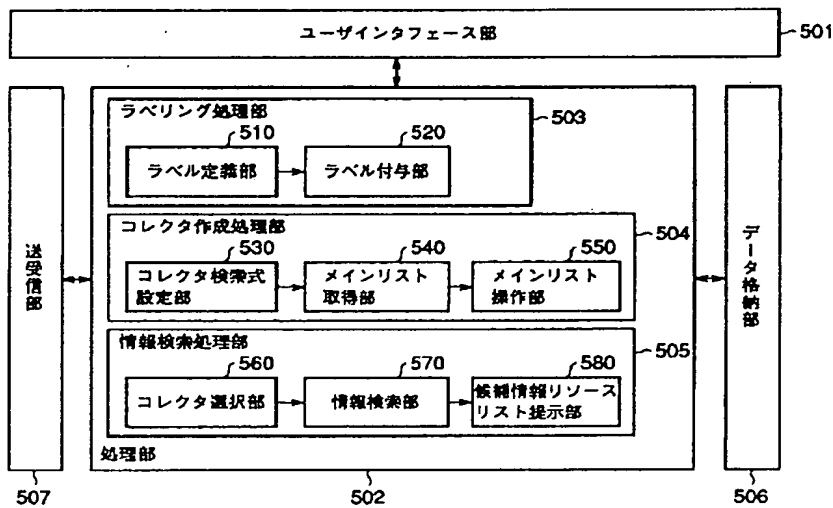 ユーザインタフェース部
501
ラベリング処理部
503
510
520
ラベル定義部
ラベル付与部
コレクタ作成処理部
504
530
540
550
コレクタ検索式
設定部
メインリスト
取得部
メインリスト
操作部
情報検索処理部
505
560
570
580
コレクタ選択部
情報検索部
候補情報リソース
リスト提示部
処理部
送受信部
データ格納部
507
502
506